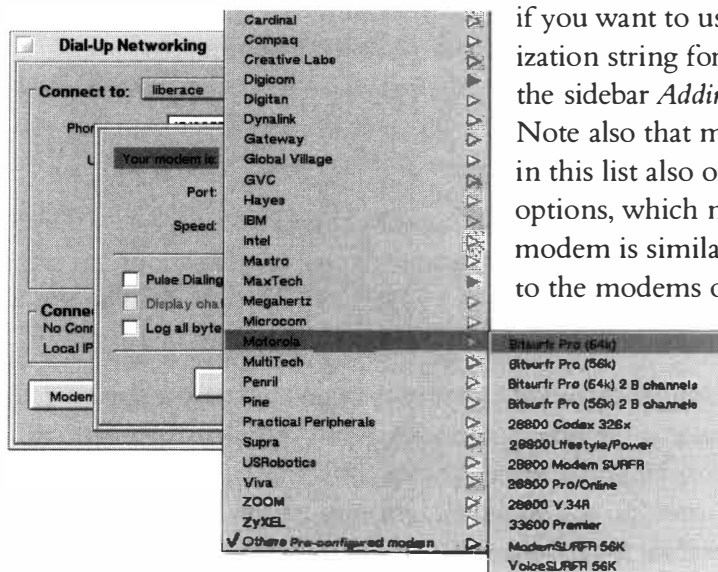 Dial-Up Networking
Connect to:
liberace
Phor
U
Your modem is:
Port:
Speed:
Pulse Dialing
Display chat
Log all byte
Connec
No Conn
Local IP
Modem
Cardinal
Compaq
Creative Labs
Digicom
Digitan
Dynalink
Gateway
Global Village
GVC
Hayes
IBM
Intel
Mastro
MaxTech
Megahertz
Microcom
Motorola
MultiTech
Penril
Pine
Practical Peripherals
Supra
USRobotics
Viva
ZOOM
ZyXEL
Others Pre-configured modem
Bitsurfr Pro (64k)
Bitsurfr Pro (56k)
Bitsurfr Pro (64k) 2 B channels
Bitsurfr Pro (56k) 2 B channels
28800 Codex 326x
28800 Lifestyle/Power
28800 Modem SURFR
28800 Pro/Online
28800 V.34R
33600 Premier
ModemSURFR 56K
VoiceSURFR 56K
if you want to us
ization string for
the sidebar Addin
Note also that m
in this list also o
options, which n
modem is simila
to the modems o